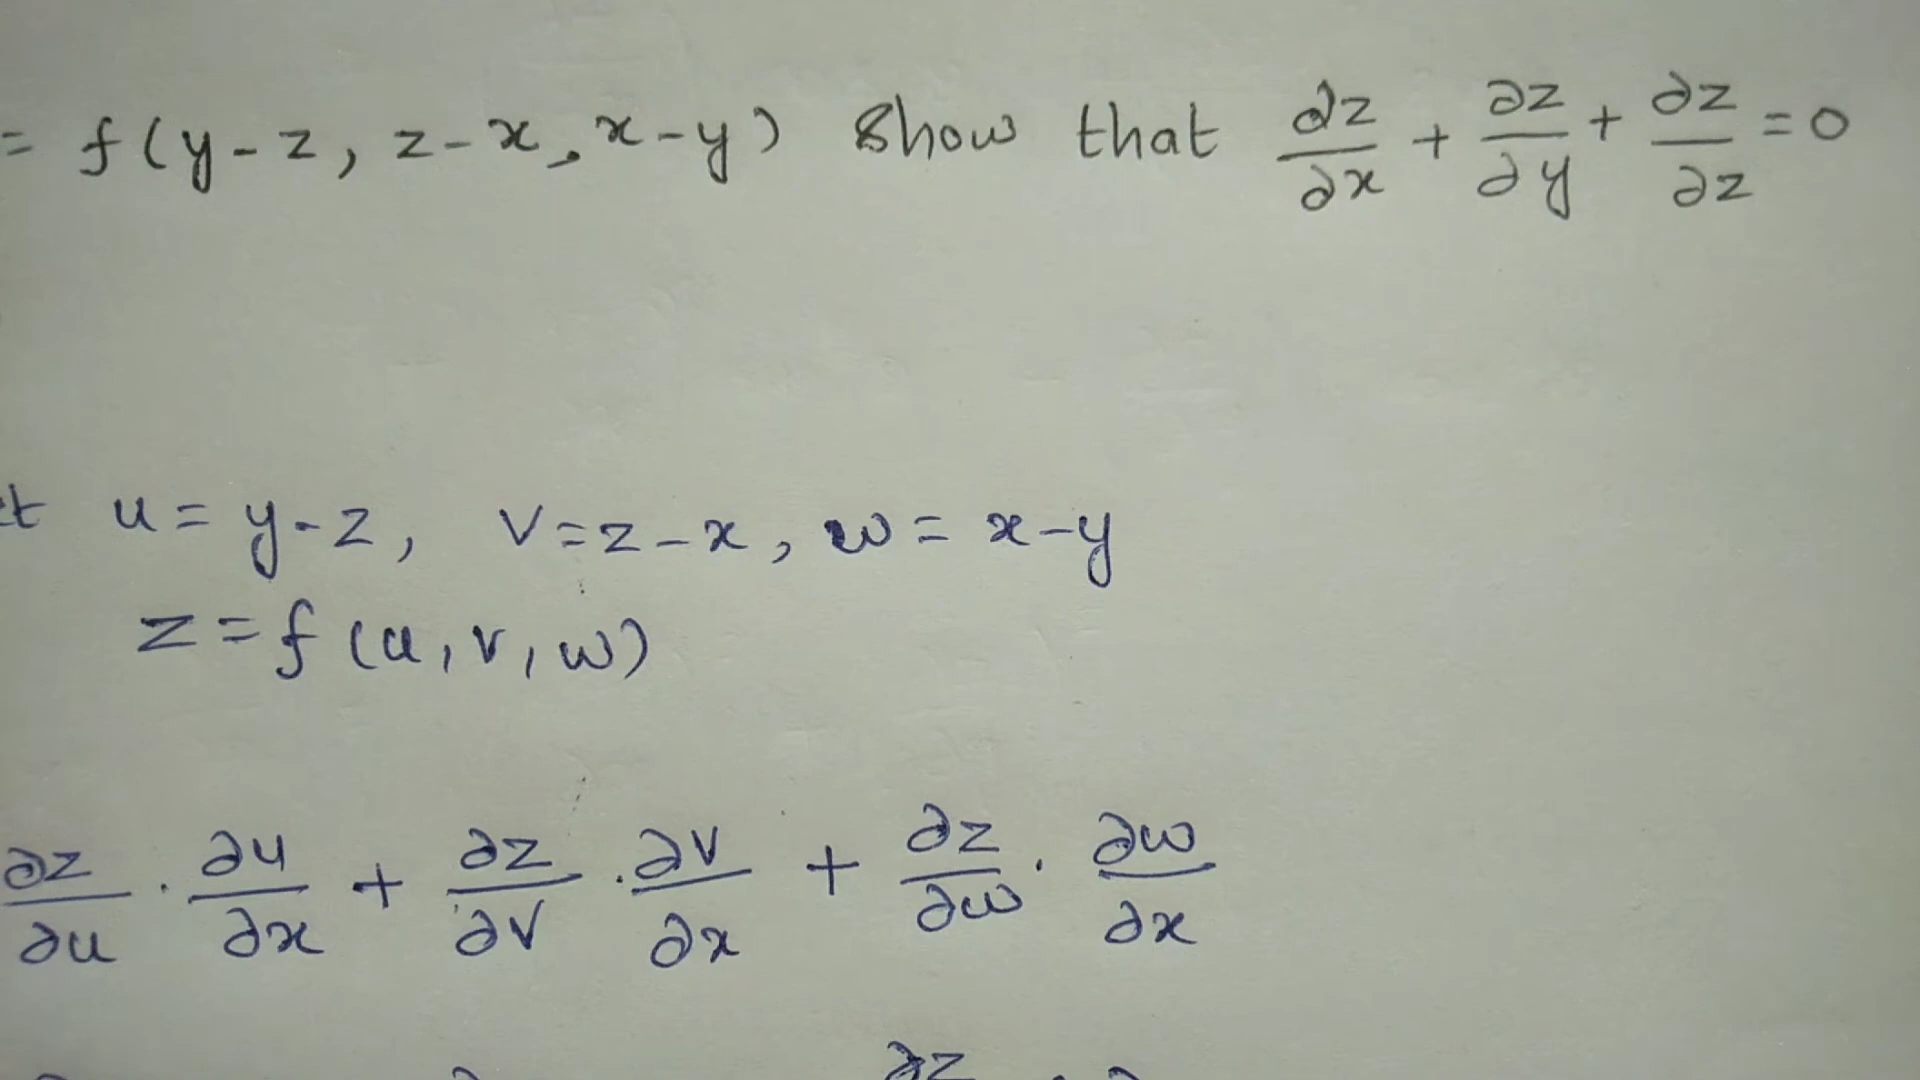 = f(y-z, z-x, x-y) Show that ∂z/∂x + ∂z/∂y + ∂z/∂z = 0
t u = y-z, v = z-x, w = x-y
z = f(u, v, w)
∂z/∂u · ∂u/∂x + ∂z/∂v · ∂v/∂x + ∂z/∂w · ∂w/∂x
∂z